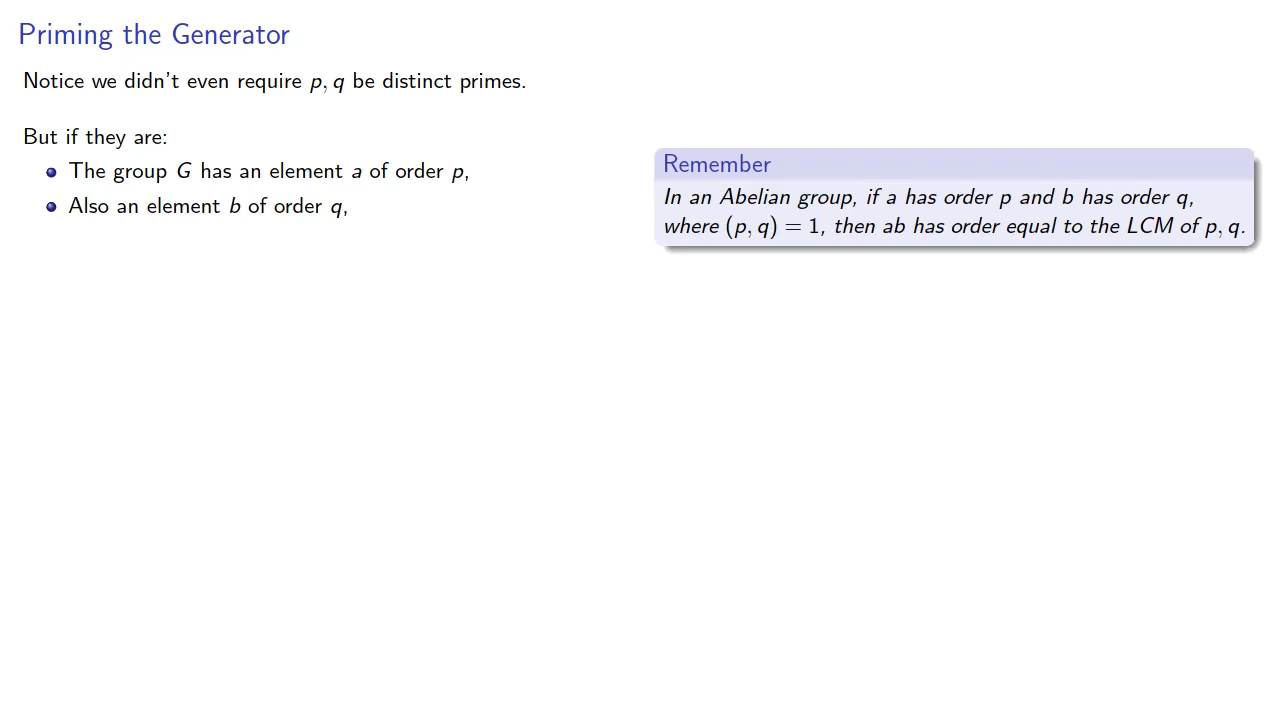 Priming the Generator
Notice we didn't even require p, q be distinct primes.
But if they are:
The group G has an element a of order p,
Also an element b of order q,
Remember
In an Abelian group, if a has order p and b has order q,
where (p, q) = 1, then ab has order equal to the LCM of p, q.